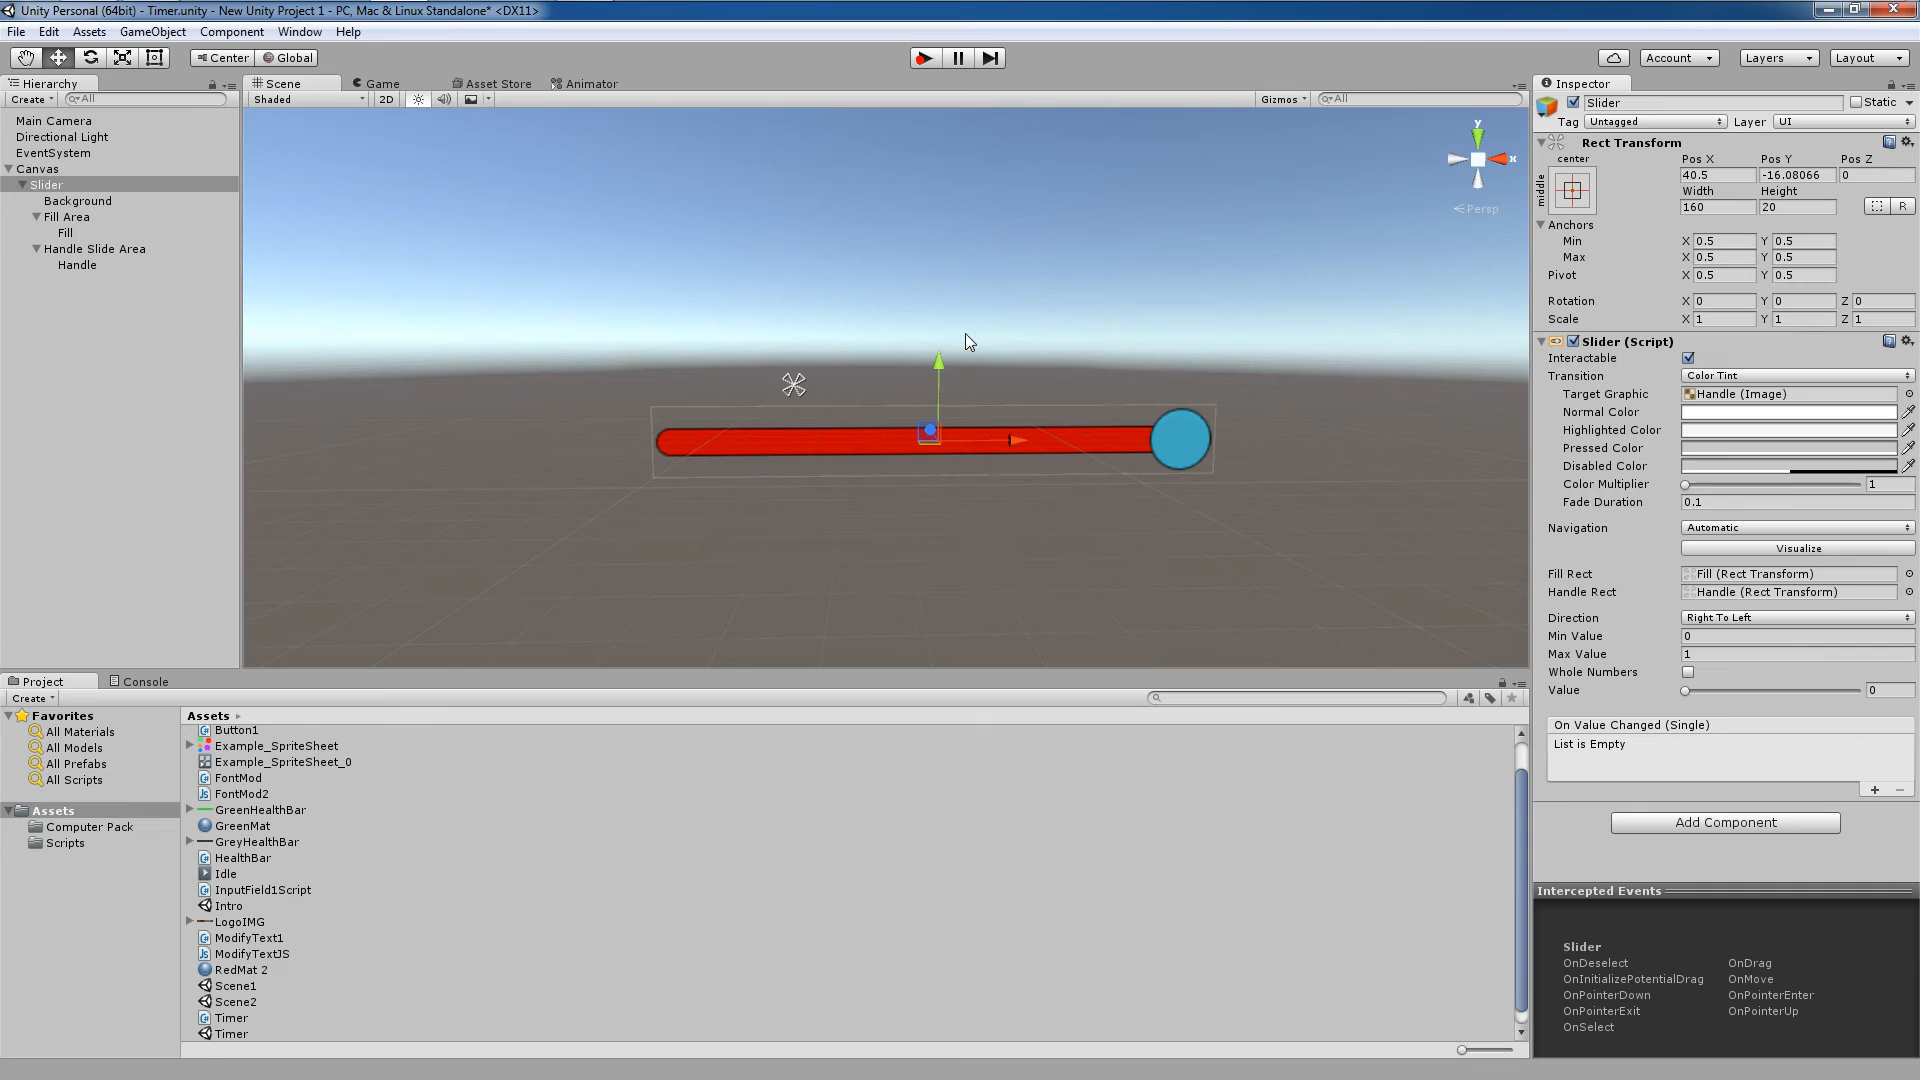 Unity Personal (64bit) - Timer.unity - New Unity Project 1 - PC, Mac & Linux Standalone* <DX11>
File Edit Assets GameObject Component Window Help
Center Global Account Layers Layout
Hierarchy
Create All
Main Camera
Directional Light
EventSystem
Canvas
Slider
Background
Fill Area
Fill
Handle Slide Area
Handle
Scene Game Asset Store Animator
Shaded 2D Gizmos All
y
x
Persp
Inspector
Slider Static
Tag Untagged Layer UI
Rect Transform
center
middle
Pos X Pos Y Pos Z
40.5 -16.08066 0
Width Height
160 20 R
Anchors
Min X 0.5 Y 0.5
Max X 0.5 Y 0.5
Pivot X 0.5 Y 0.5
Rotation X 0 Y 0 Z 0
Scale X 1 Y 1 Z 1
Slider (Script)
Interactable
Transition Color Tint
Target Graphic Handle (Image)
Normal Color
Highlighted Color
Pressed Color
Disabled Color
Color Multiplier 1
Fade Duration 0.1
Navigation Automatic
Visualize
Fill Rect Fill (Rect Transform)
Handle Rect Handle (Rect Transform)
Direction Right To Left
Min Value 0
Max Value 1
Whole Numbers
Value 0
On Value Changed (Single)
List is Empty
+ −
Add Component
Intercepted Events
Slider
OnDeselect OnDrag
OnInitializePotentialDrag OnMove
OnPointerDown OnPointerEnter
OnPointerExit OnPointerUp
OnSelect
Project Console
Create
Favorites
All Materials
All Models
All Prefabs
All Scripts
Assets
Computer Pack
Scripts
Assets
Button1
Example_SpriteSheet
Example_SpriteSheet_0
FontMod
FontMod2
GreenHealthBar
GreenMat
GreyHealthBar
HealthBar
Idle
InputField1Script
Intro
LogoIMG
ModifyText1
ModifyTextJS
RedMat 2
Scene1
Scene2
Timer
Timer